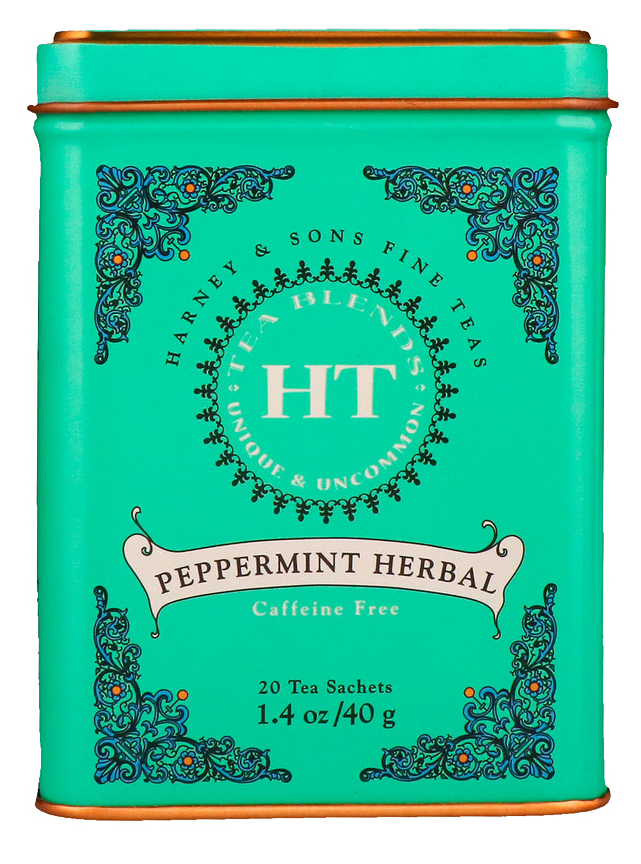 HARNEY & SONS FINE TEAS
TEA BLENDS
HT
UNIQUE & UNCOMMON
PEPPERMINT HERBAL
Caffeine Free
20 Tea Sachets
1.4 oz/40 g